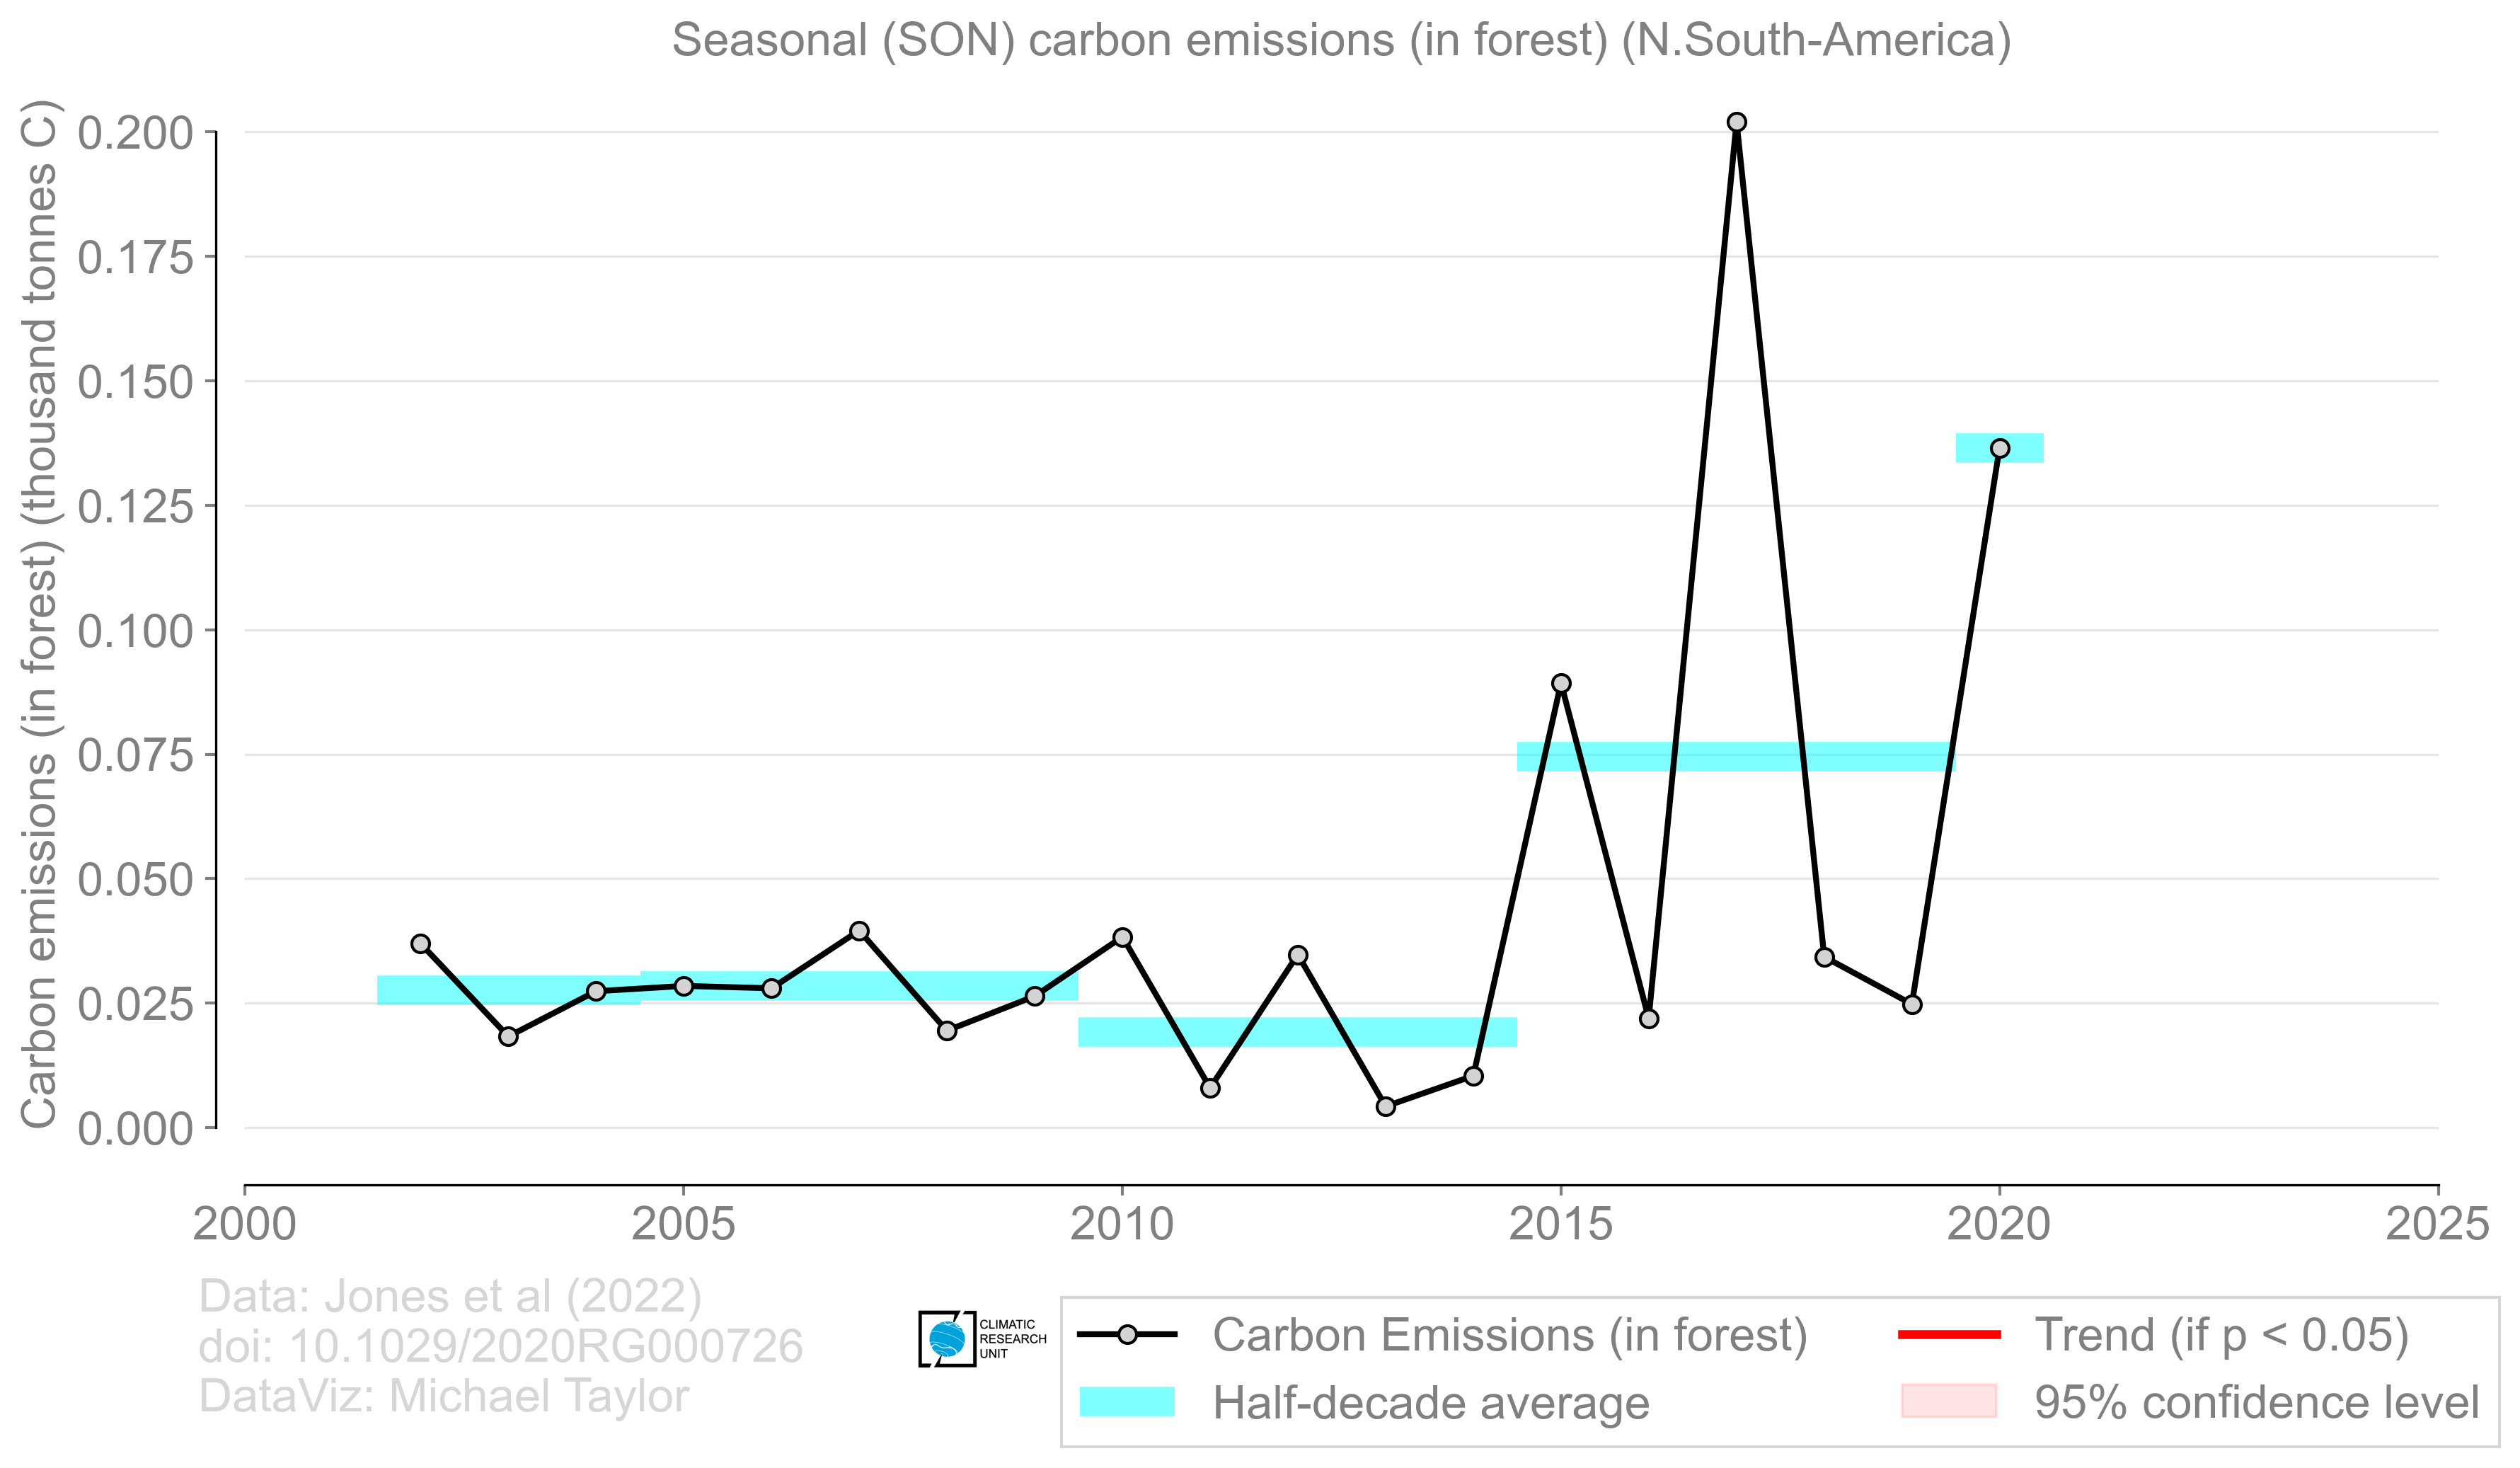 Seasonal (SON) carbon emissions (in forest) (N.South-America)
Carbon emissions (in forest) (thousand tonnes C)
0.200
0.175
0.150
0.125
0.100
0.075
0.050
0.025
0.000
2000
2005
2010
2015
2020
2025
Data: Jones et al (2022)
doi: 10.1029/2020RG000726
DataViz: Michael Taylor
CLIMATIC
RESEARCH
UNIT
Carbon Emissions (in forest)
Half-decade average
Trend (if p < 0.05)
95% confidence level